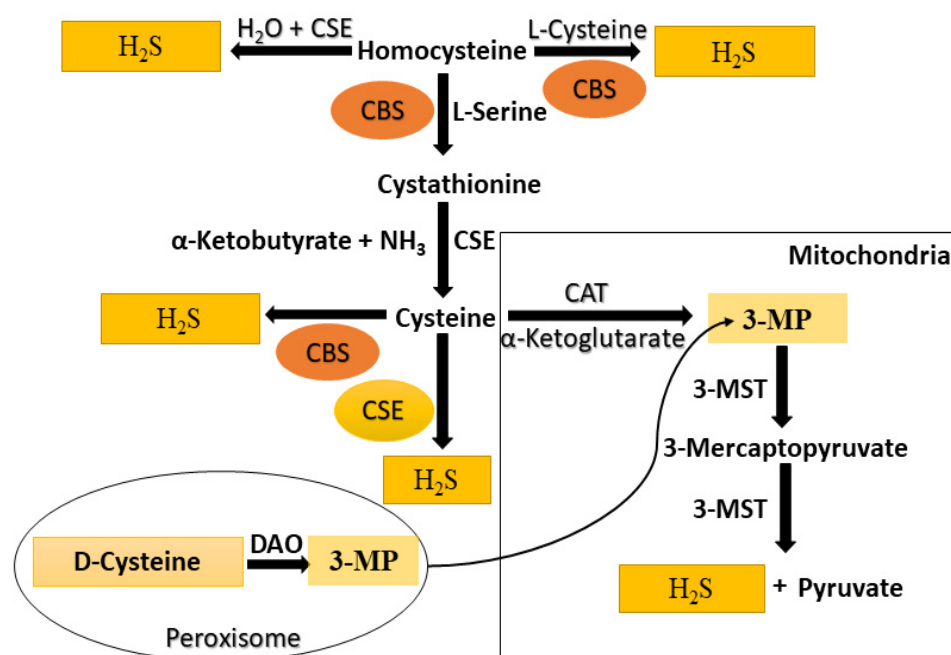 H₂S
H₂O + CSE
Homocysteine
L-Cysteine
H₂S
CBS
L-Serine
CBS
Cystathionine
α-Ketobutyrate + NH₃
CSE
Mitochondria
H₂S
Cysteine
CAT
α-Ketoglutarate
3-MP
CBS
CSE
3-MST
3-Mercaptopyruvate
H₂S
3-MST
D-Cysteine
DAO
3-MP
H₂S
+ Pyruvate
Peroxisome